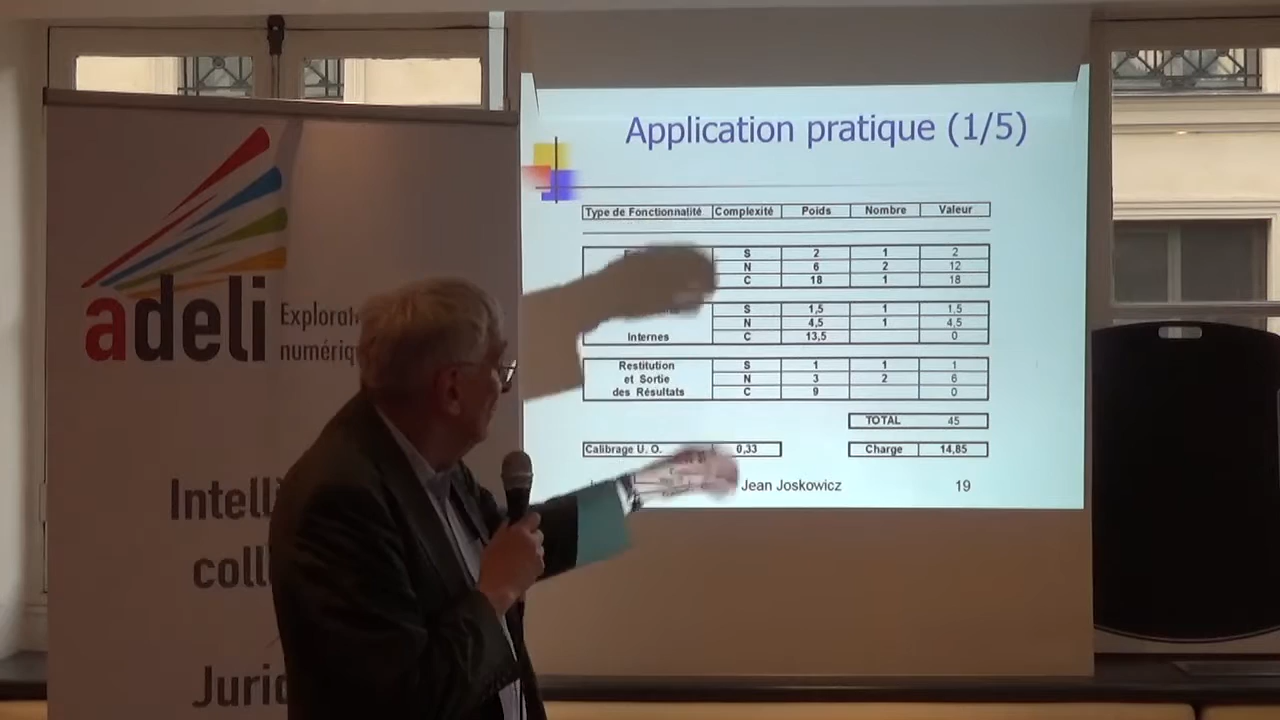 adeli
numériq
Intelli
coll
Juri
Application pratique (1/5)
Type de Fonctionnalité Complexité Poids Nombre Valeur
S 2 1 2
N 6 2 12
C 18 1 18
S 1,5 1 1,5
N 4,5 1 4,5
Internes C 13,5 0
Restitution S 1 1 1
et Sortie N 3 2 6
des Résultats C 9 0
TOTAL 45
Calibrage U. O. 0,33 Charge 14,85
Jean Joskowicz 19